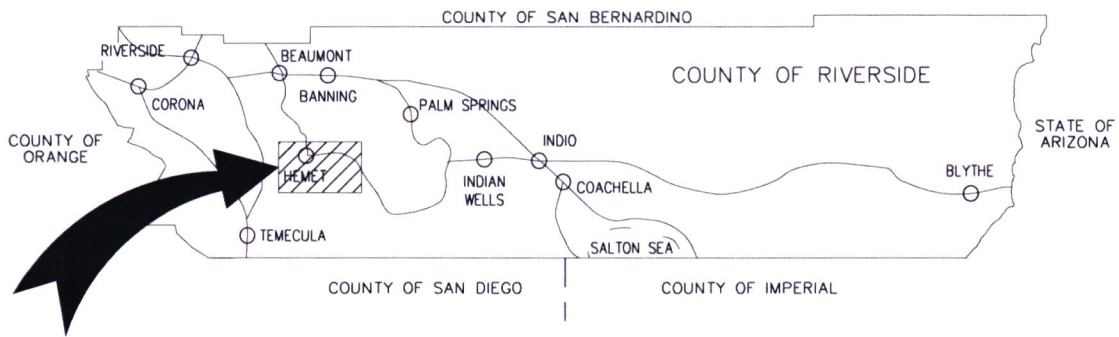 COUNTY OF SAN BERNARDINO
RIVERSIDE
BEAUMONT
COUNTY OF RIVERSIDE
CORONA
BANNING
PALM SPRINGS
COUNTY OF
ORANGE
STATE OF
ARIZONA
INDIO
HEMET
INDIAN
WELLS
COACHELLA
BLYTHE
TEMECULA
SALTON SEA
COUNTY OF SAN DIEGO
COUNTY OF IMPERIAL